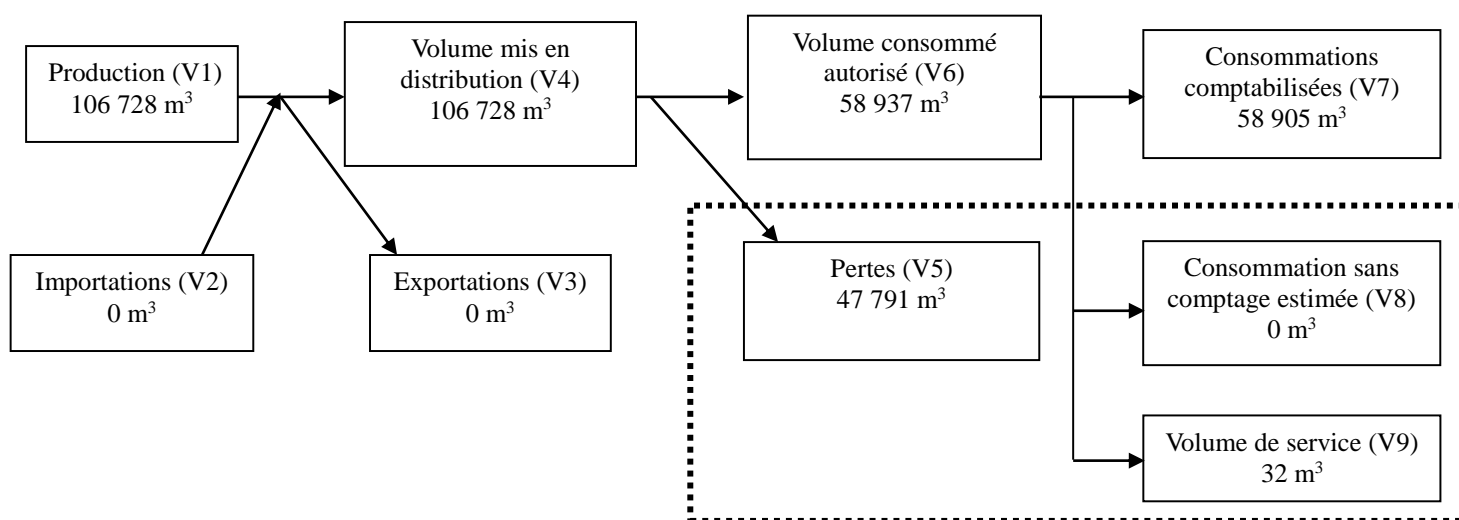 Production (V1)
106 728 m³
Volume mis en
distribution (V4)
106 728 m³
Volume consommé
autorisé (V6)
58 937 m³
Consommations
comptabilisées (V7)
58 905 m³
Importations (V2)
0 m³
Exportations (V3)
0 m³
Pertes (V5)
47 791 m³
Consommation sans
comptage estimée (V8)
0 m³
Volume de service (V9)
32 m³